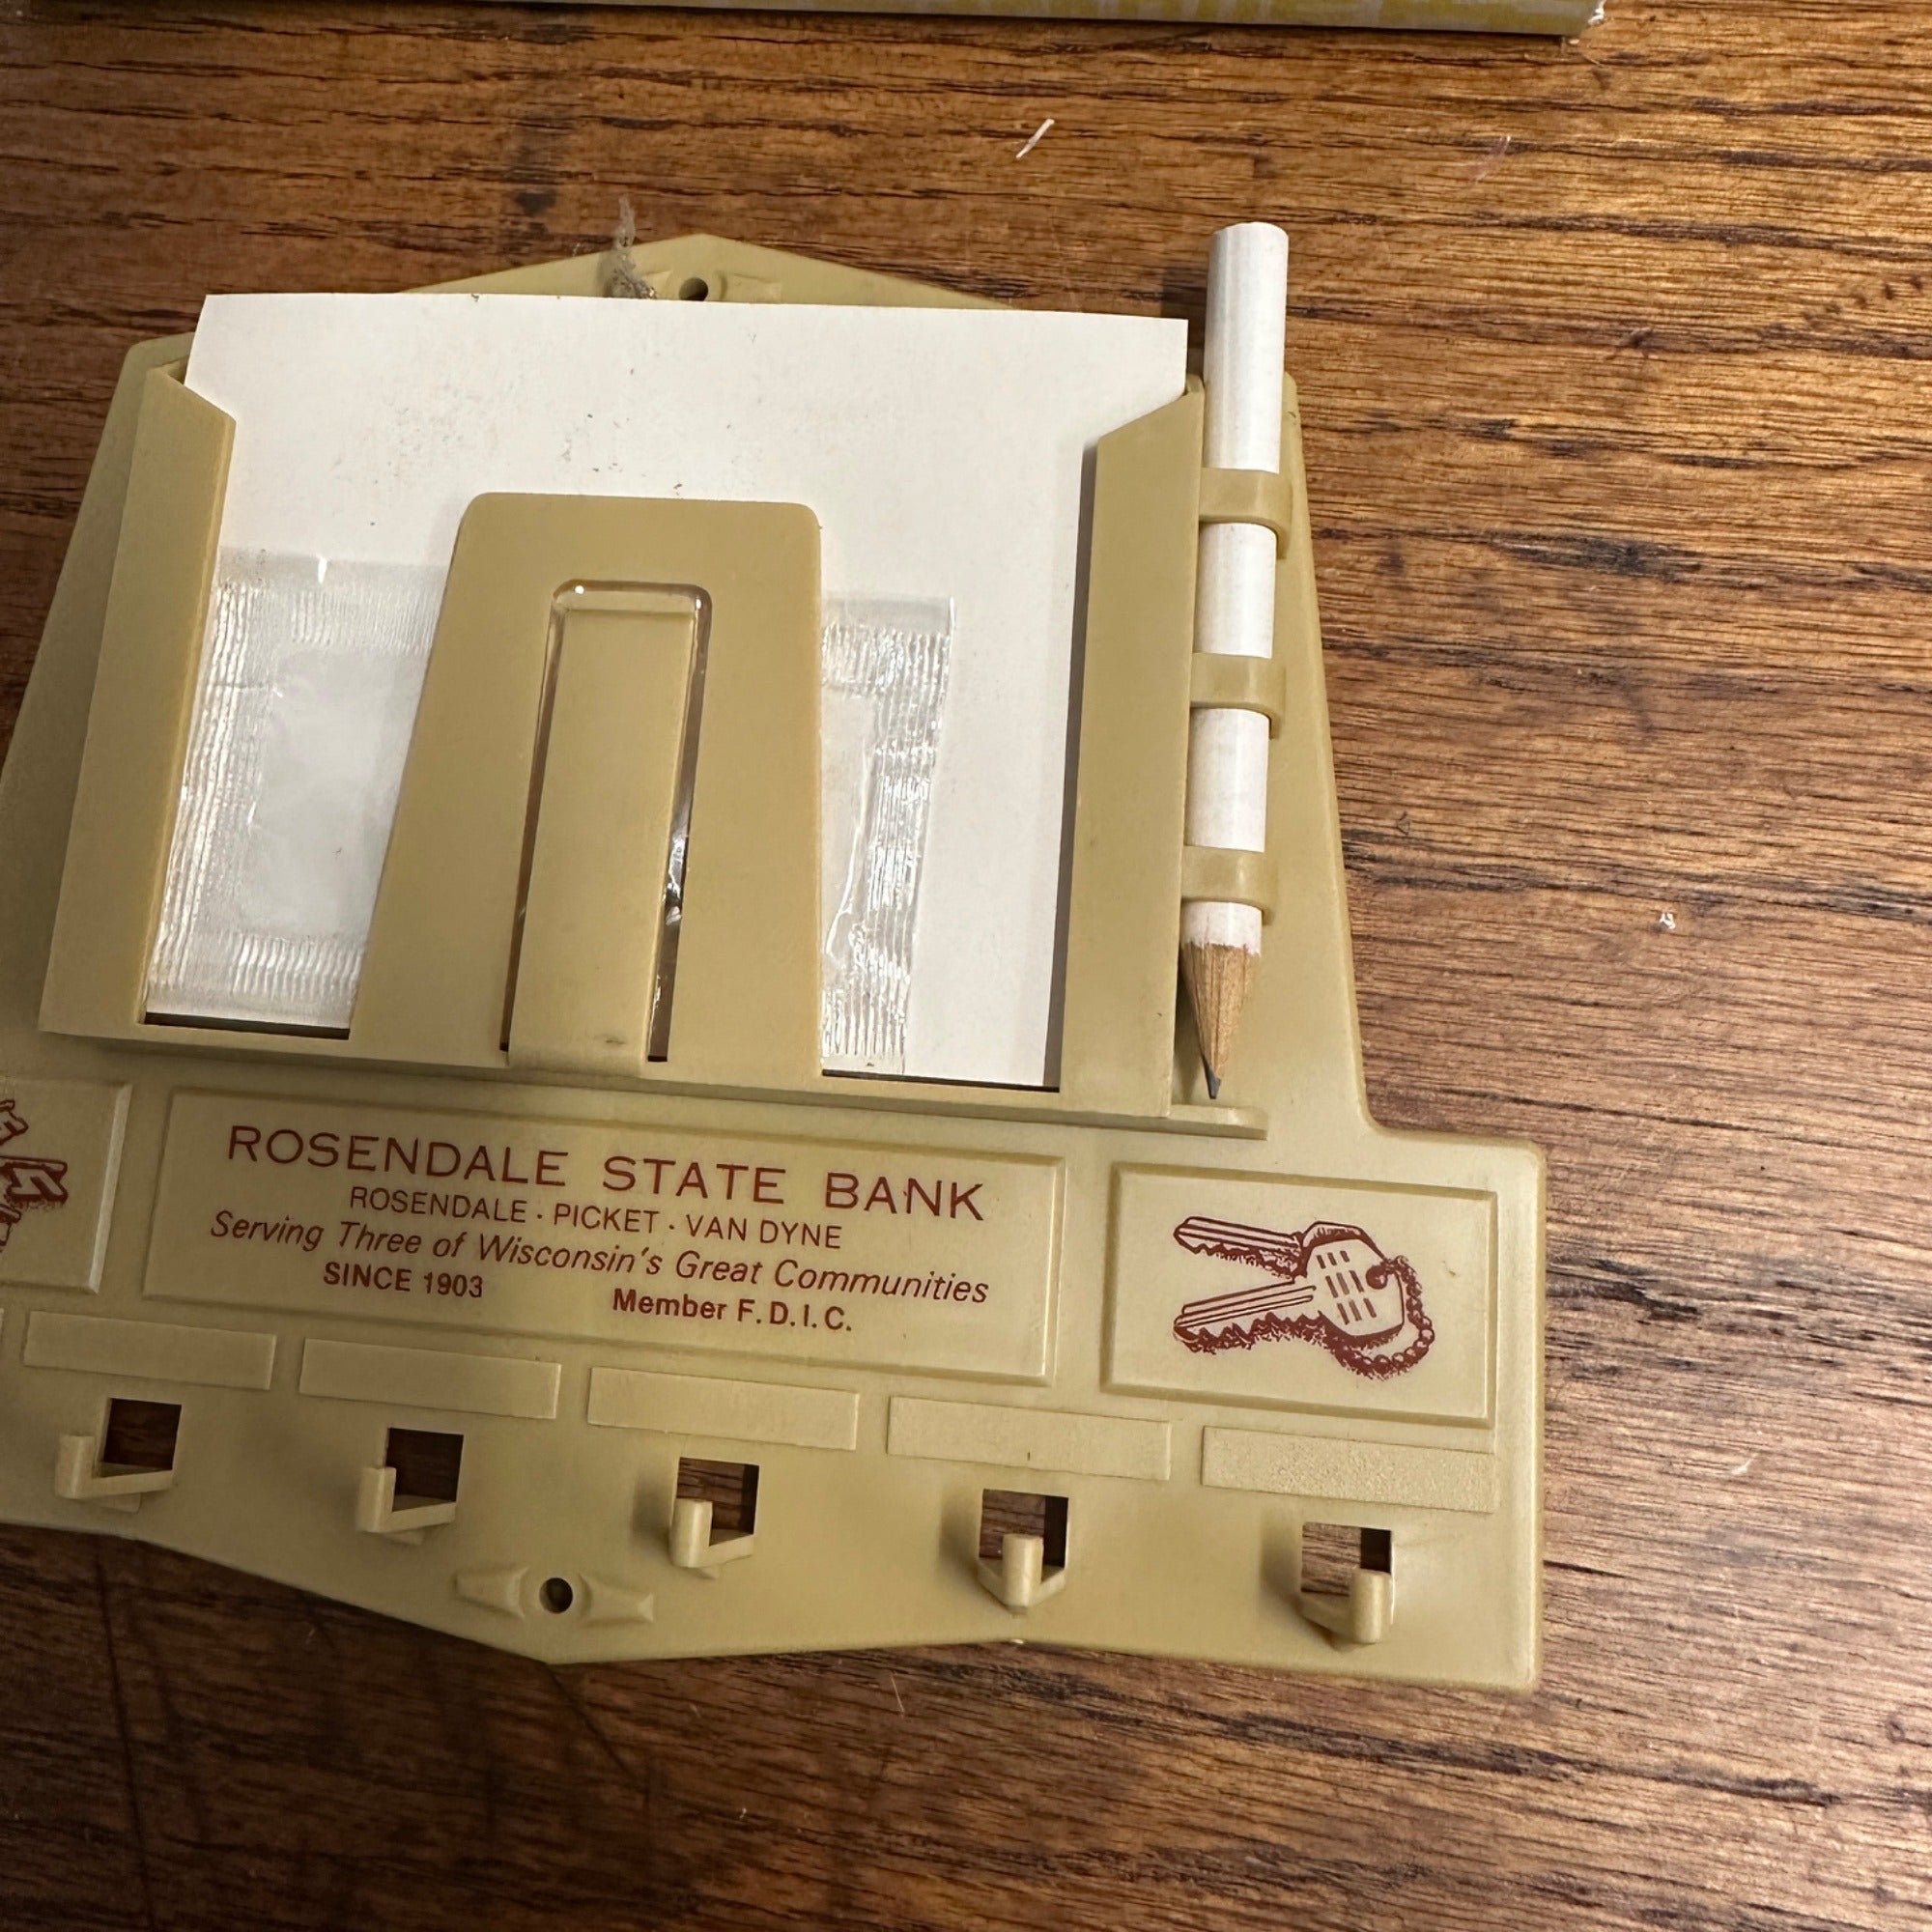 ROSENDALE STATE BANK
ROSENDALE · PICKET · VAN DYNE
Serving Three of Wisconsin's Great Communities
SINCE 1903 Member F.D.I.C.